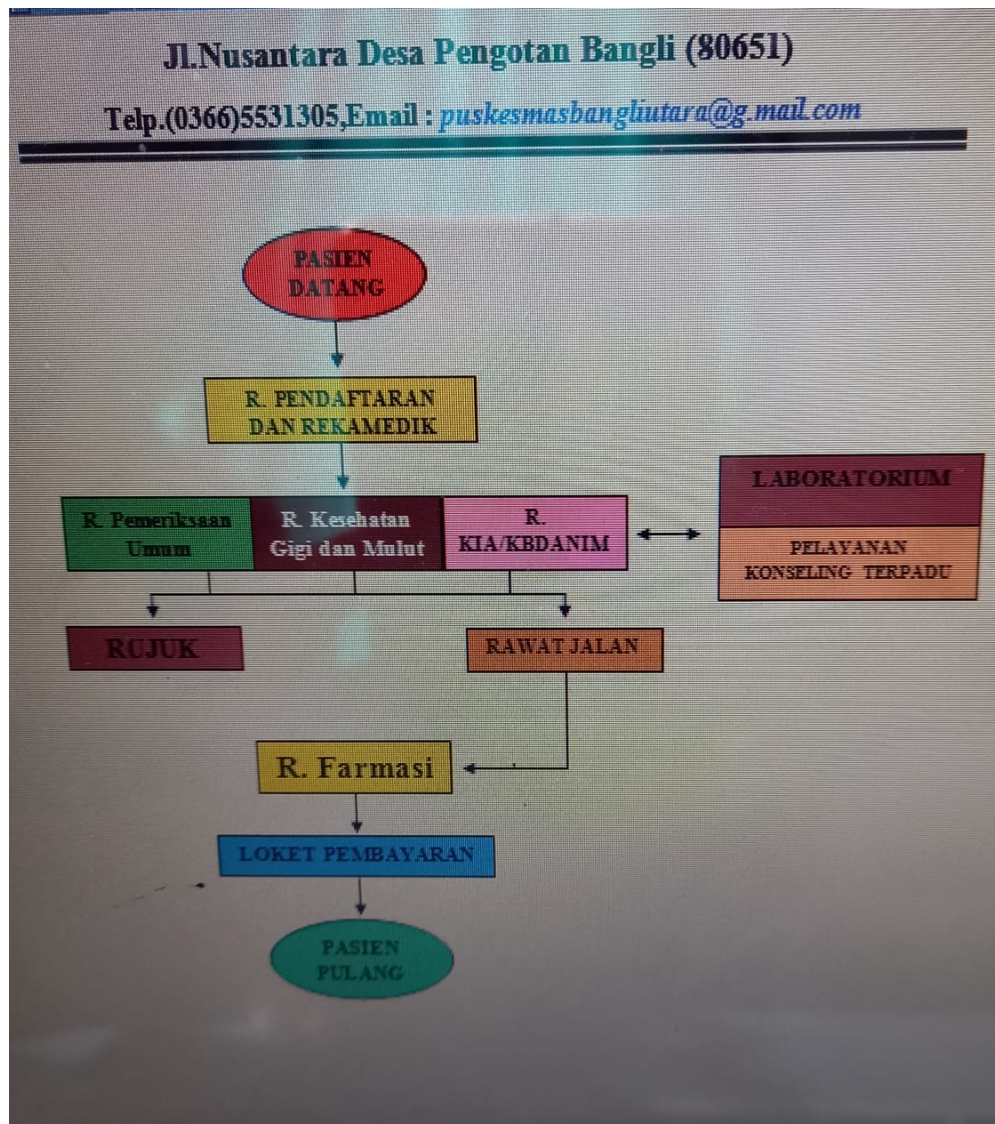 Jl.Nusantara Desa Pengotan Bangli (80651)
Telp.(0366)5531305,Email : puskesmasbangliutara@g.mail.com
PASIEN
DATANG
R. PENDAFTARAN
DAN REKAMEDIK
R. Pemeriksaan
Umum
R. Kesehatan
Gigi dan Mulut
R.
KIA/KBDANIM
LABORATORIUM
PELAYANAN
KONSELING TERPADU
RUJUK
RAWAT JALAN
R. Farmasi
LOKET PEMBAYARAN
PASIEN
PULANG